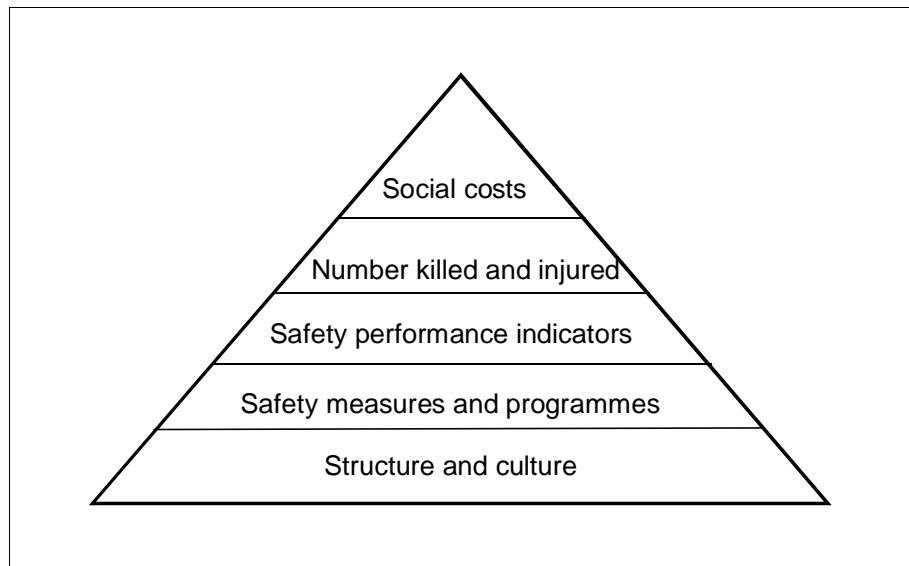 Social costs
Number killed and injured
Safety performance indicators
Safety measures and programmes
Structure and culture